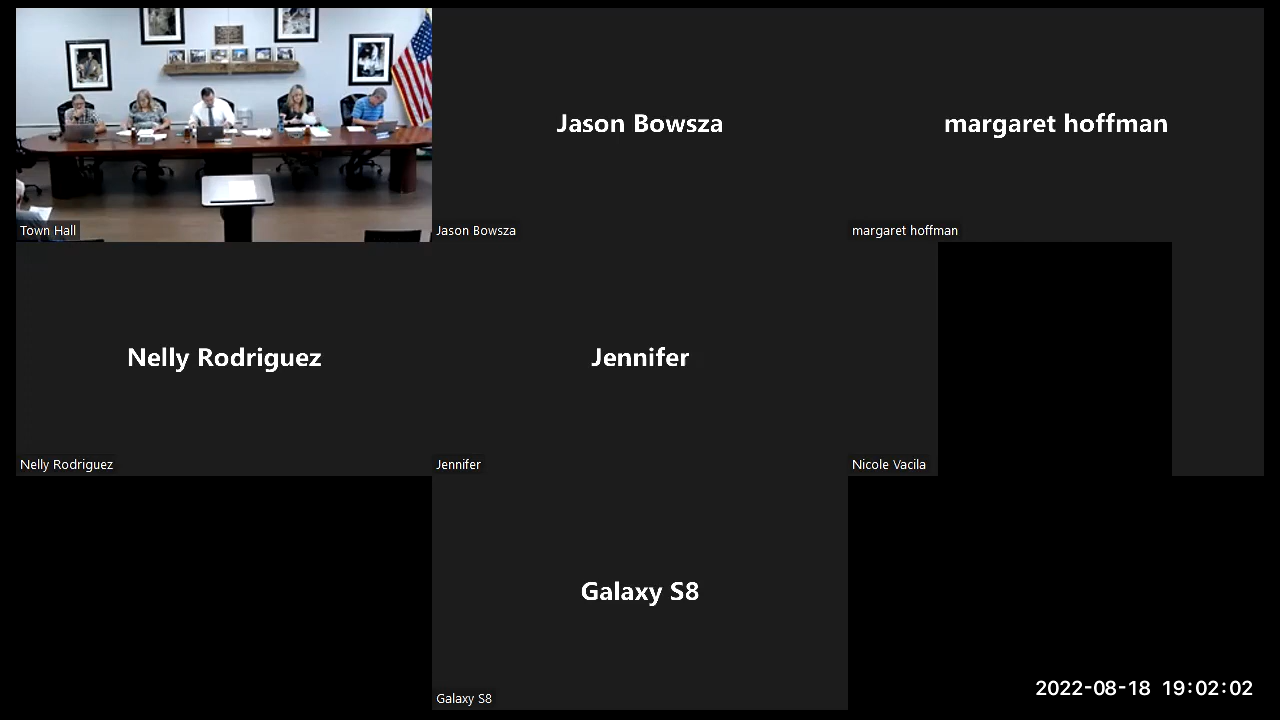 Jason Bowsza
margaret hoffman
Town Hall
Jason Bowsza
margaret hoffman
Nelly Rodriguez
Jennifer
Nelly Rodriguez
Jennifer
Nicole Vacila
Galaxy S8
Galaxy S8
2022-08-18 19:02:02